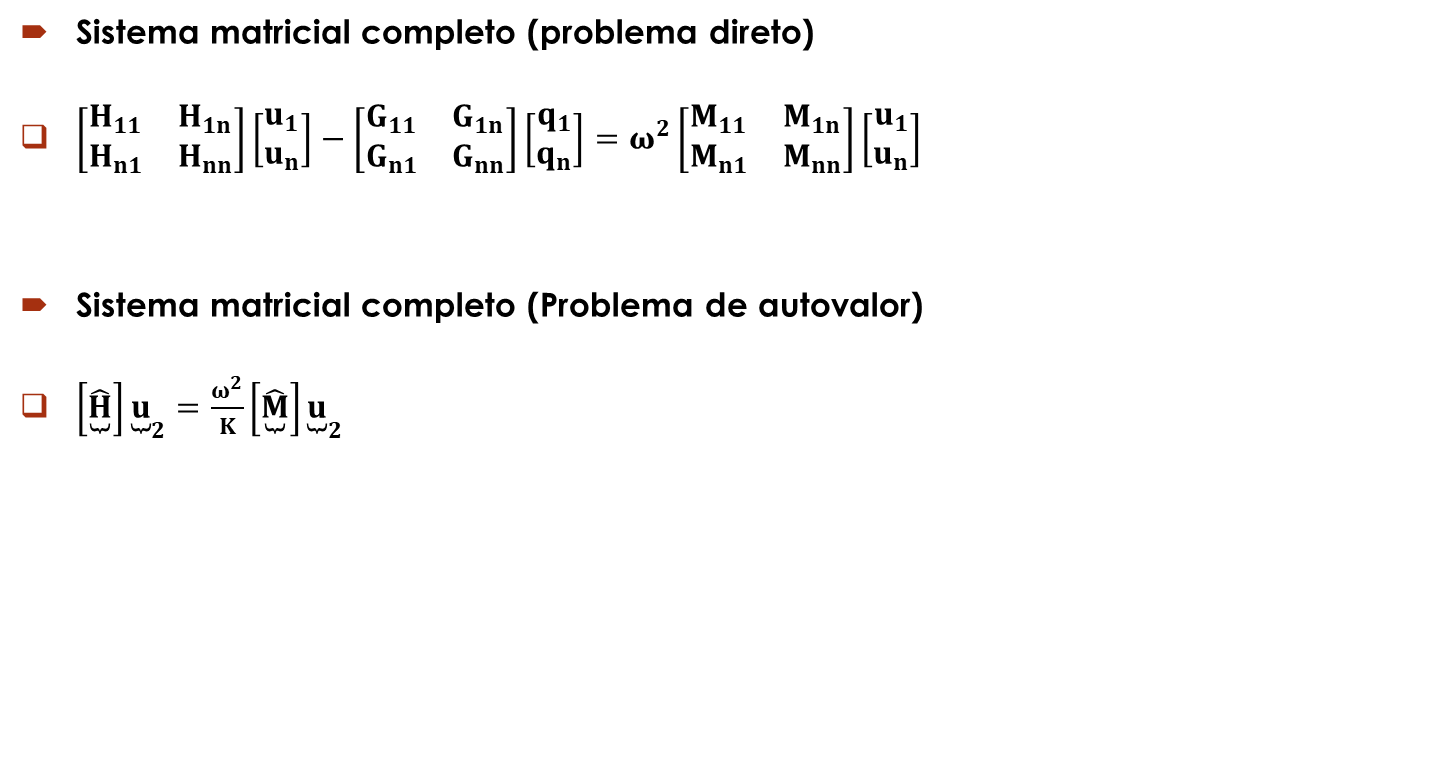 Sistema matricial completo (problema direto)
[H₁₁ H₁ₙ; Hₙ₁ Hₙₙ][u₁; uₙ] − [G₁₁ G₁ₙ; Gₙ₁ Gₙₙ][q₁; qₙ] = ω² [M₁₁ M₁ₙ; Mₙ₁ Mₙₙ][u₁; uₙ]
Sistema matricial completo (Problema de autovalor)
[Ĥ] u₂ = ω²/K [M̂] u₂